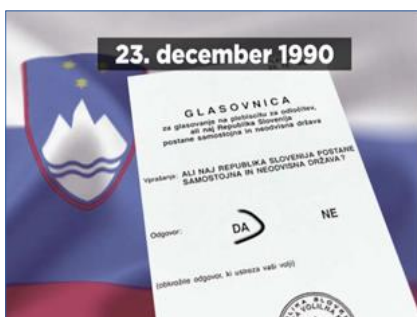 23. december 1990
GLASOVNICA
za glasovanje na plebiscitu za odločitev,
ali naj Republika Slovenija
postane samostojna in neodvisna država
Vprašanje: ALI NAJ REPUBLIKA SLOVENIJA POSTANE
SAMOSTOJNA IN NEODVISNA DRŽAVA?
Odgovor: DA NE
(obkrožite odgovor, ki ustreza vaši volji)